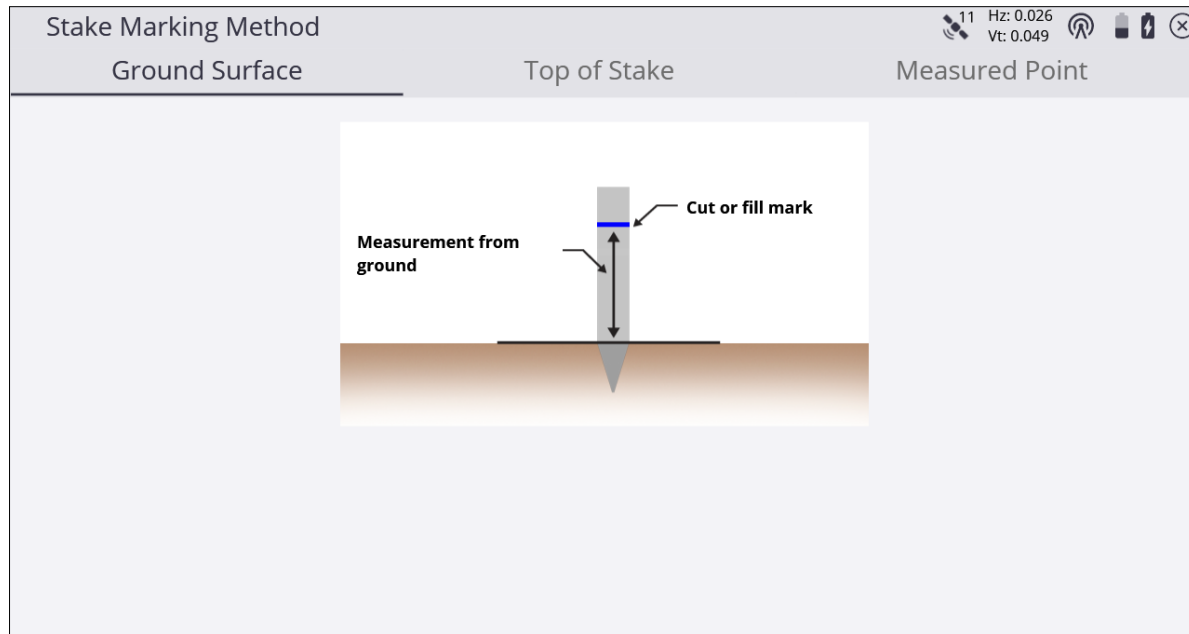 Stake Marking Method
11
Hz: 0.026
Vt: 0.049
Ground Surface
Top of Stake
Measured Point
Cut or fill mark
Measurement from
ground